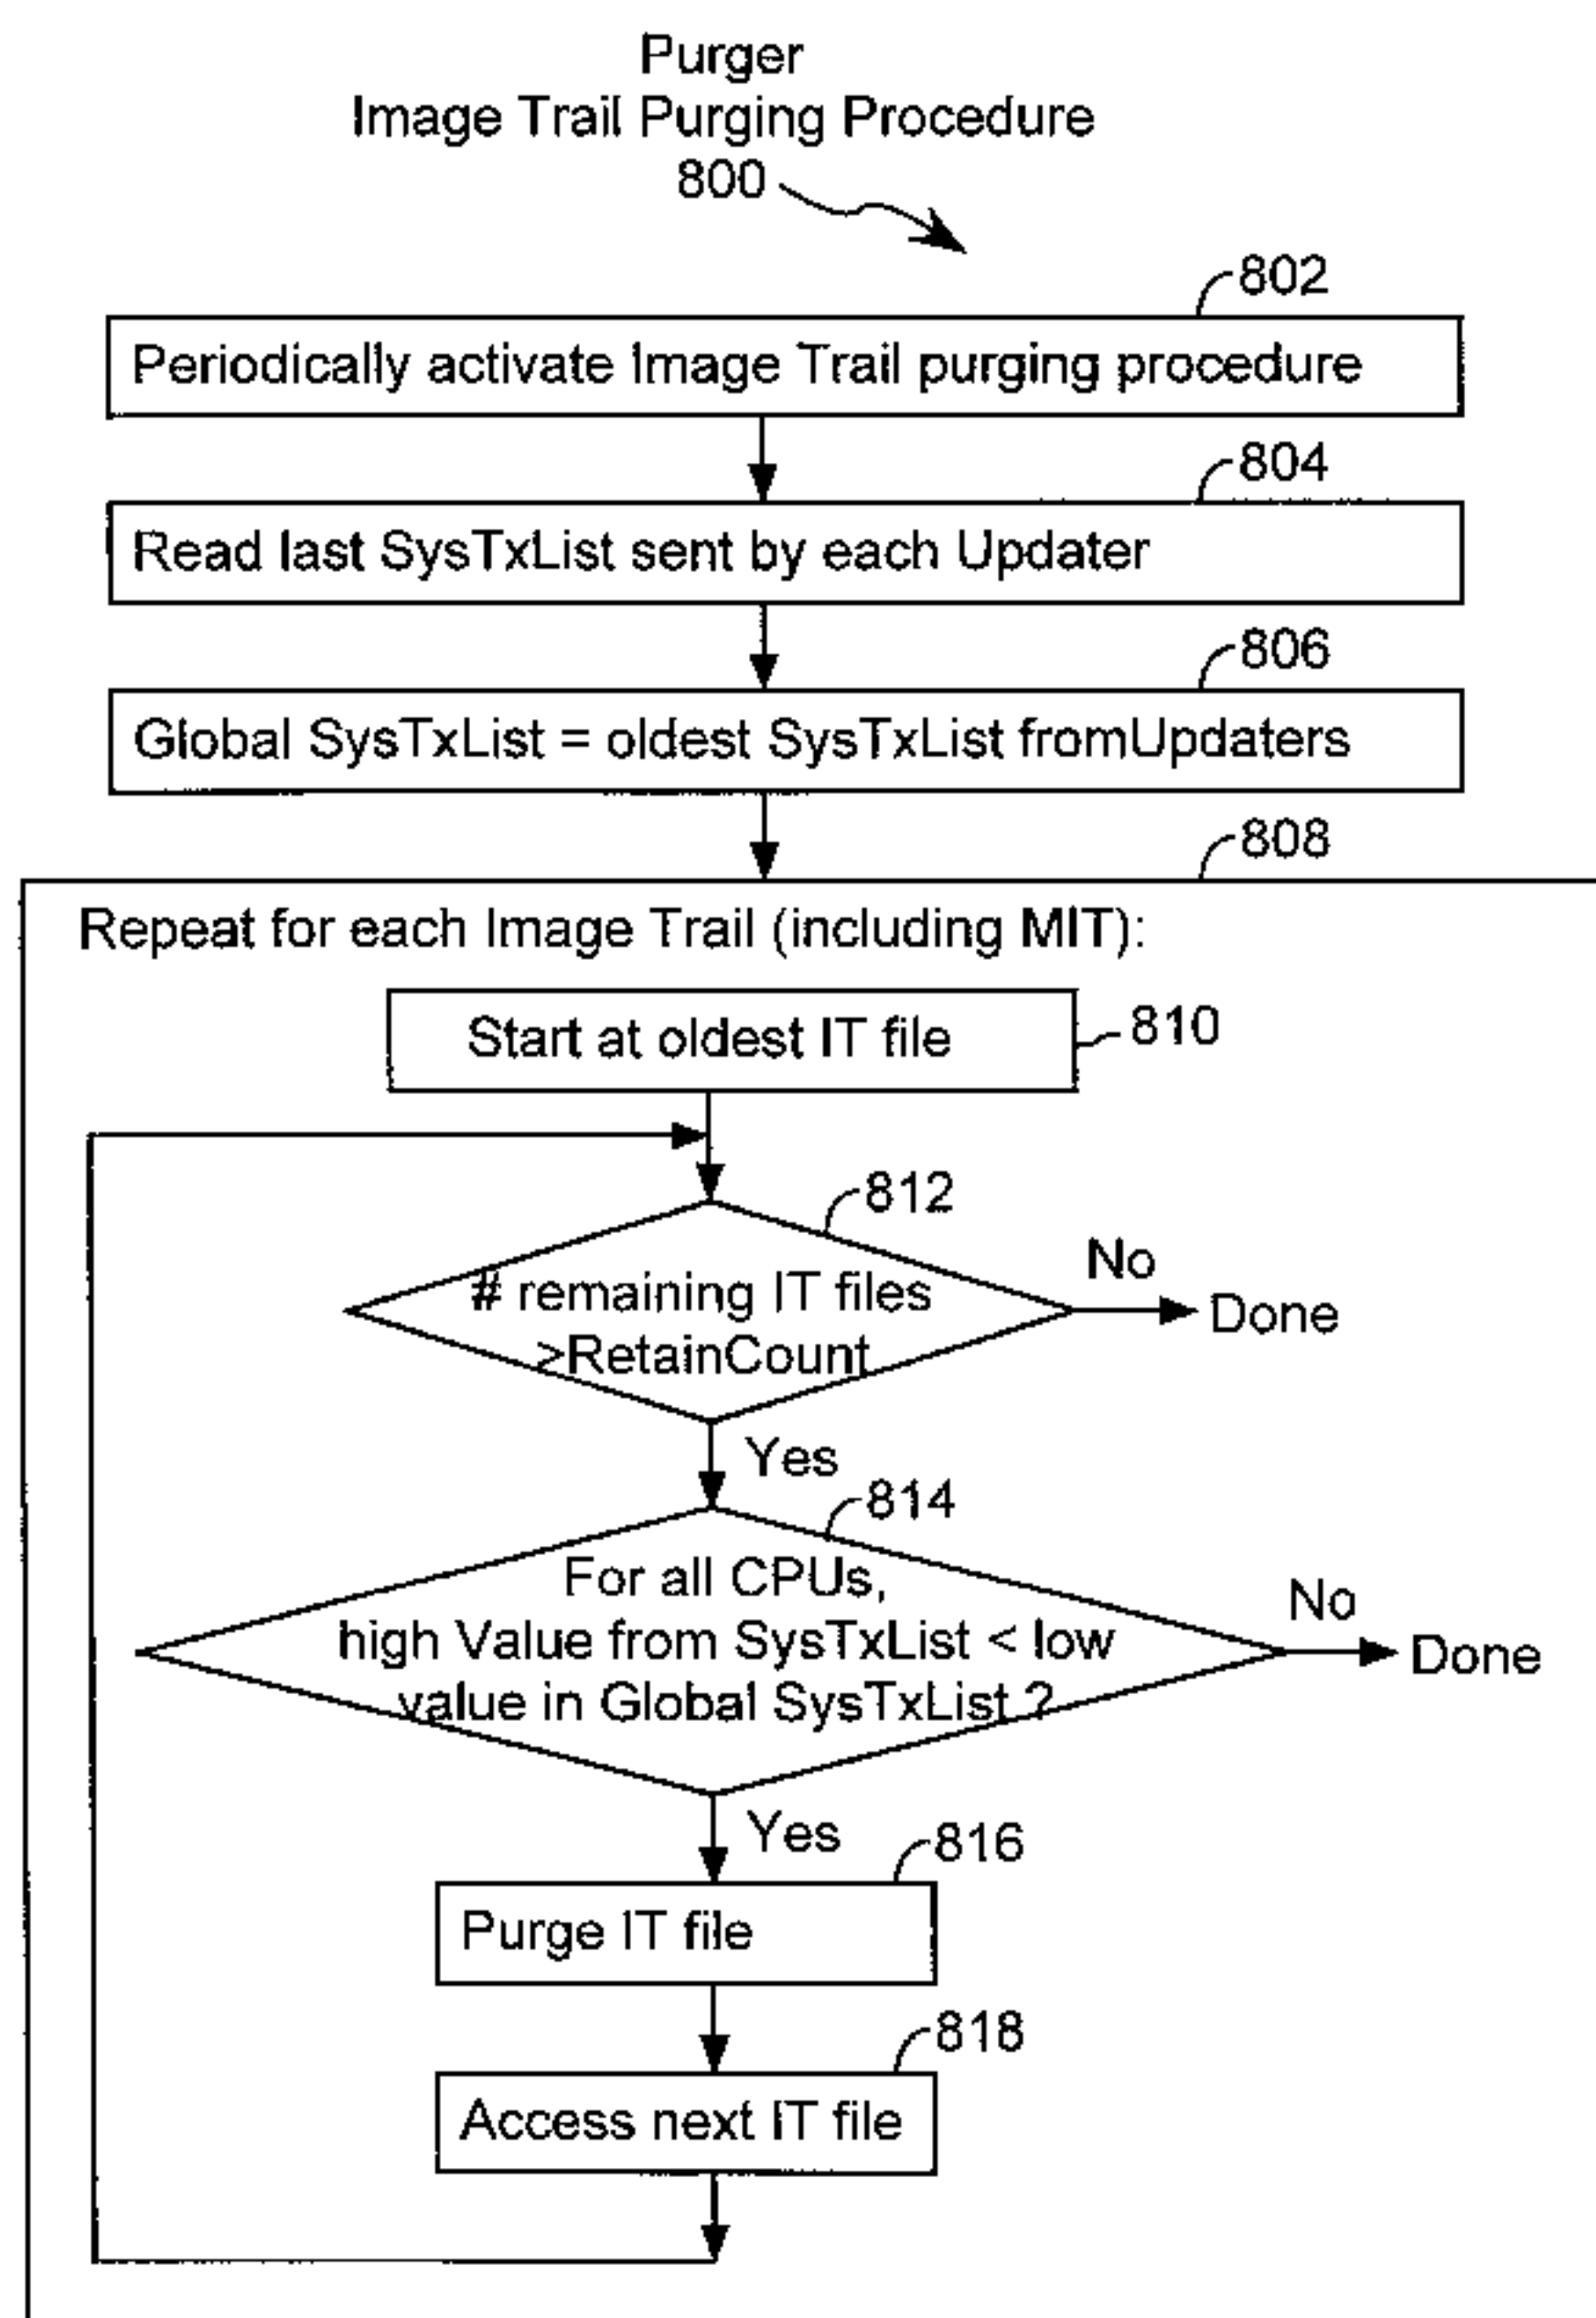 Purger
Image Trail Purging Procedure
800
802
Periodically activate Image Trail purging procedure
804
Read last SysTxList sent by each Updater
806
Global SysTxList = oldest SysTxList fromUpdaters
808
Repeat for each Image Trail (including MIT):
Start at oldest IT file
810
812
# remaining IT files
>RetainCount
No
Done
Yes
814
For all CPUs,
high Value from SysTxList < low
value in Global SysTxList ?
No
Done
Yes
816
Purge IT file
818
Access next IT file